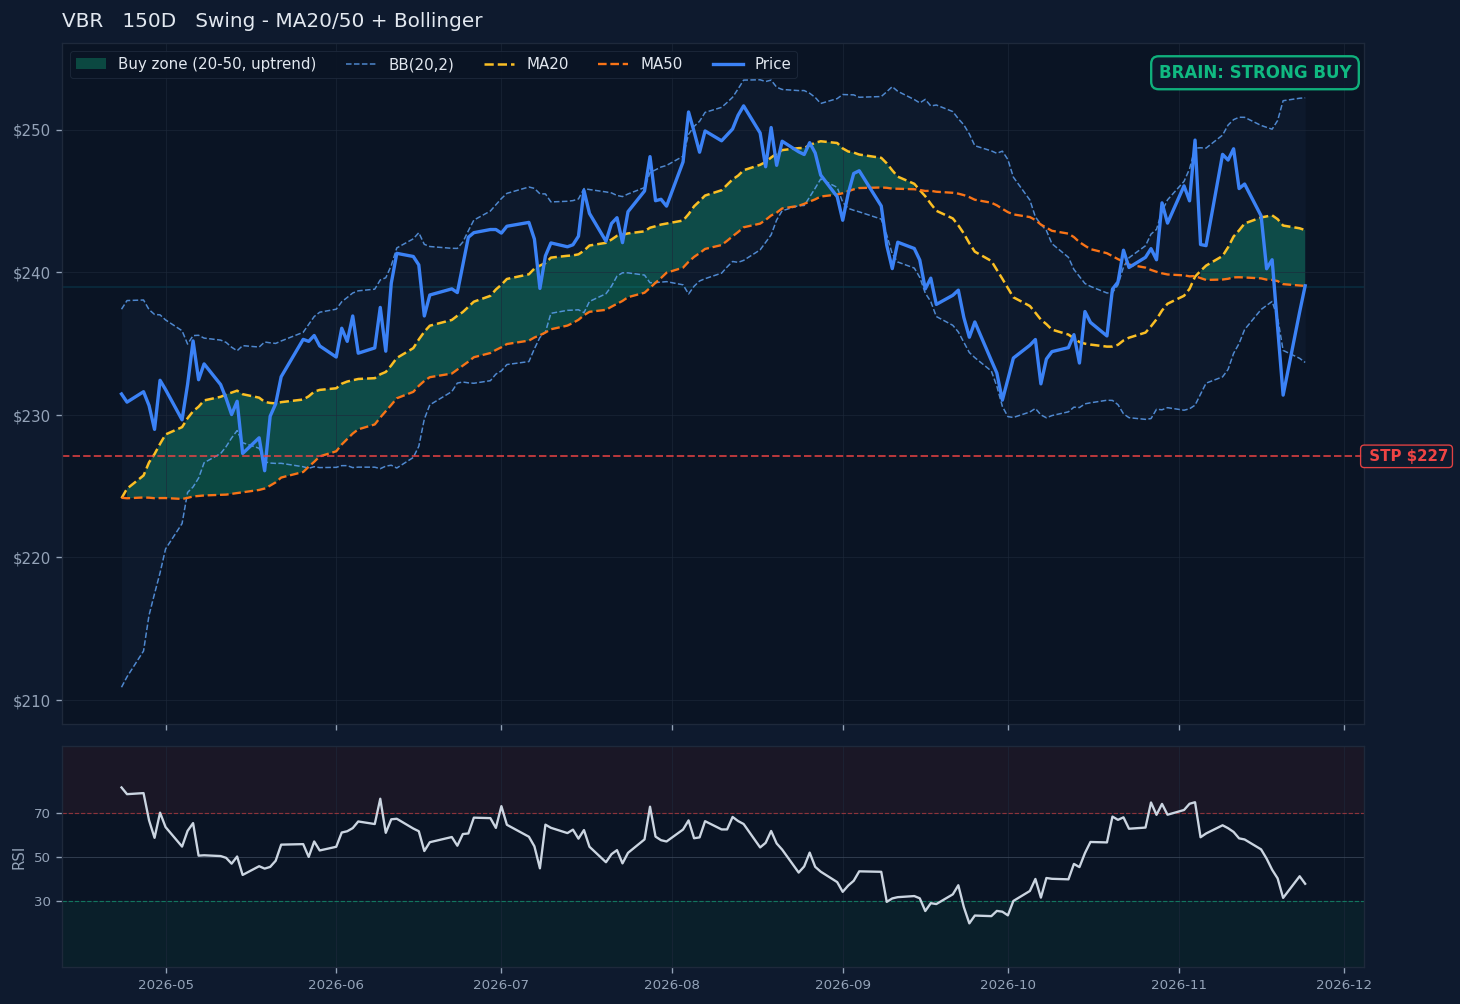 VBR   150D   Swing - MA20/50 + Bollinger
Buy zone (20-50, uptrend)   BB(20,2)   MA20   MA50   Price
BRAIN: STRONG BUY
$250
$240
$230
$220
$210
STP $227
RSI
70
50
30
2026-05   2026-06   2026-07   2026-08   2026-09   2026-10   2026-11   2026-12